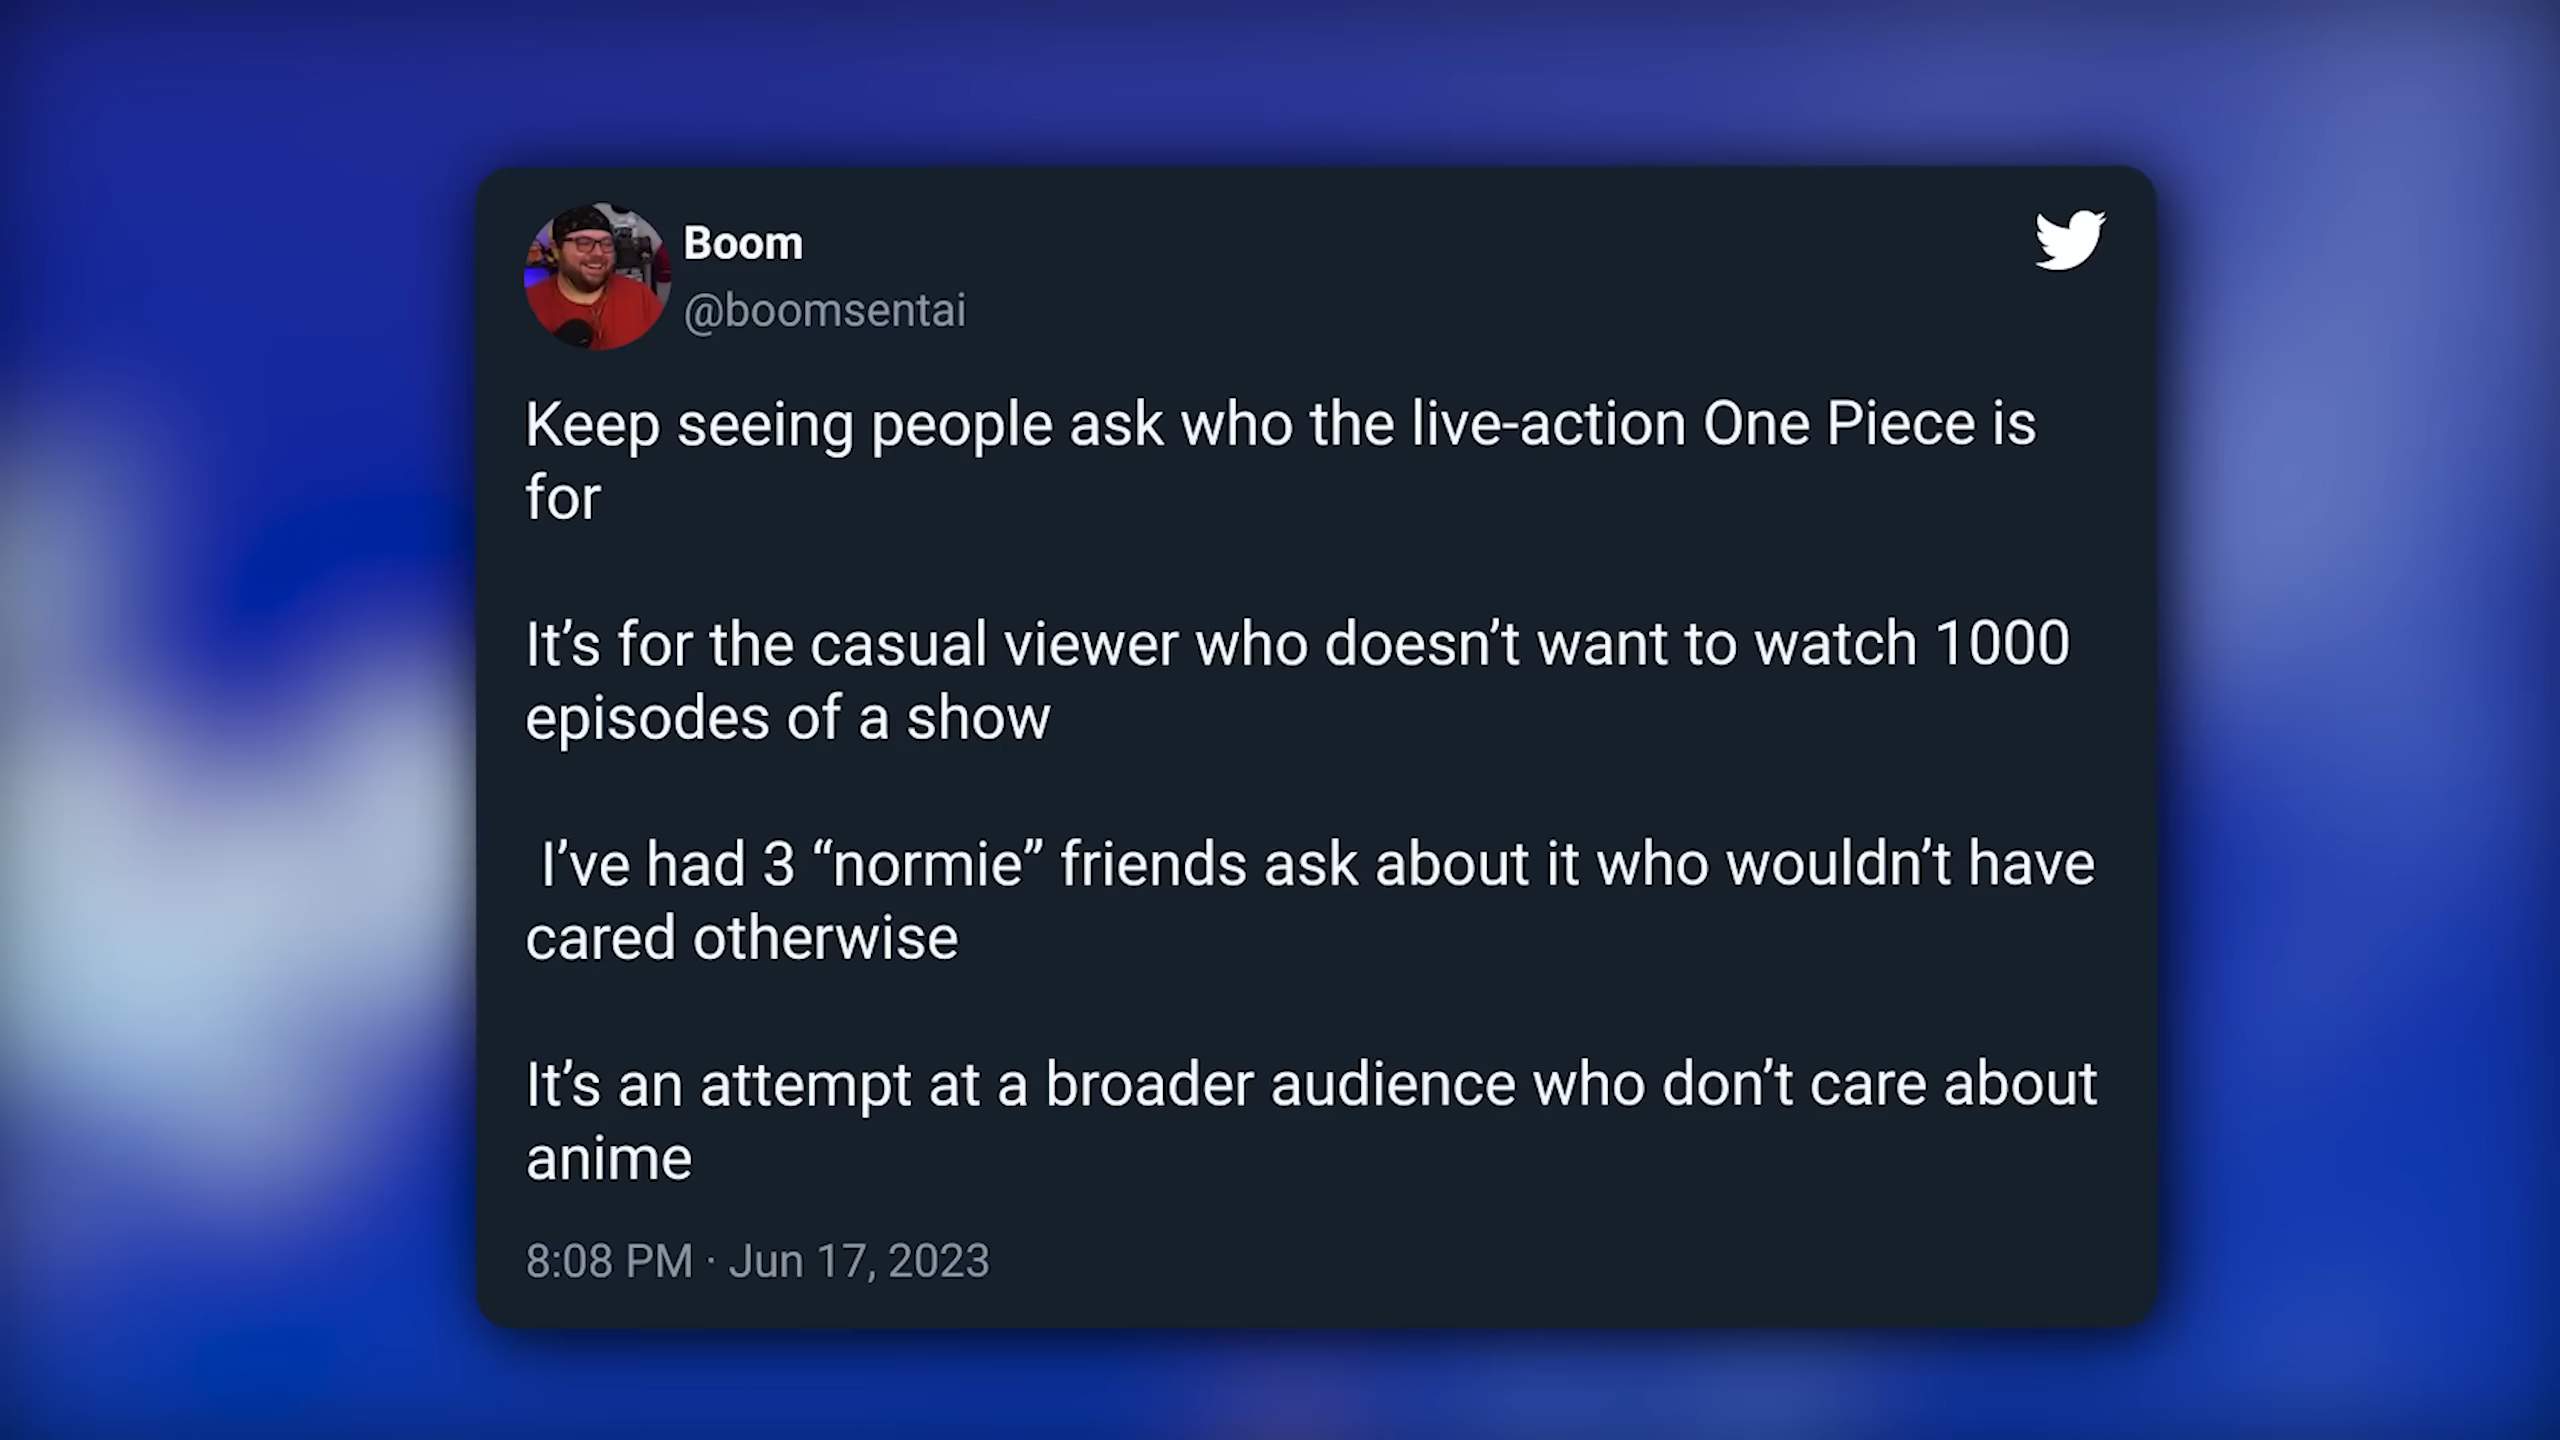 Boom
@boomsentai
Keep seeing people ask who the live-action One Piece is
for
It’s for the casual viewer who doesn’t want to watch 1000
episodes of a show
I’ve had 3 “normie” friends ask about it who wouldn’t have
cared otherwise
It’s an attempt at a broader audience who don’t care about
anime
8:08 PM · Jun 17, 2023